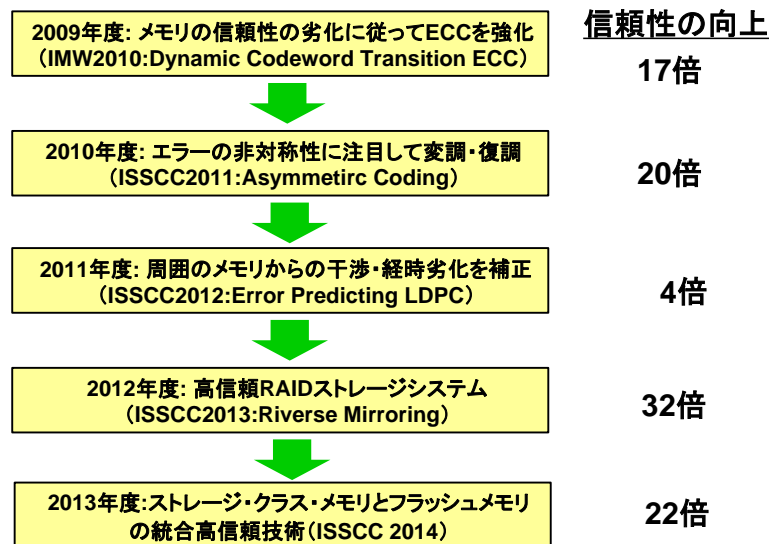 信頼性の向上
2009年度: メモリの信頼性の劣化に従ってECCを強化
(IMW2010:Dynamic Codeword Transition ECC)
17倍
2010年度: エラーの非対称性に注目して変調・復調
(ISSCC2011:Asymmetirc Coding)
20倍
2011年度: 周囲のメモリからの干渉・経時劣化を補正
(ISSCC2012:Error Predicting LDPC)
4倍
2012年度: 高信頼RAIDストレージシステム
(ISSCC2013:Riverse Mirroring)
32倍
2013年度:ストレージ・クラス・メモリとフラッシュメモリ
の統合高信頼技術(ISSCC 2014)
22倍